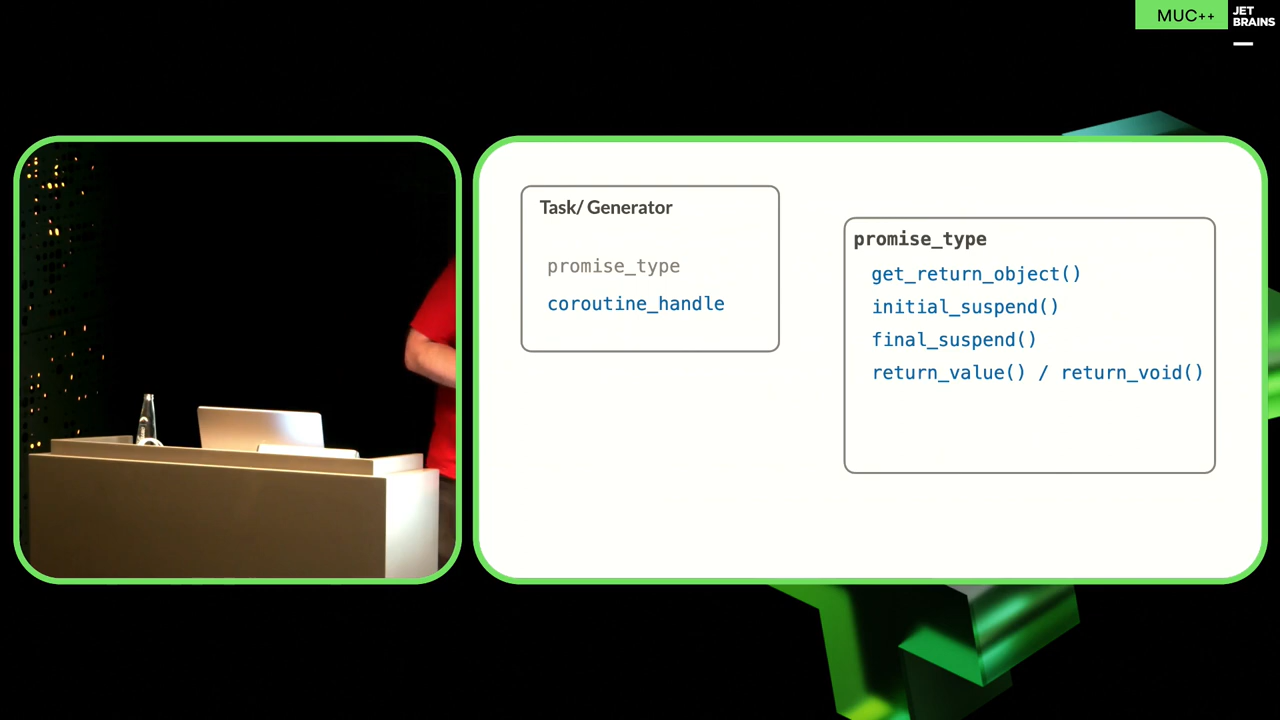 MUC++
JET
BRAINS
Task/ Generator
promise_type
coroutine_handle
promise_type
get_return_object()
initial_suspend()
final_suspend()
return_value() / return_void()